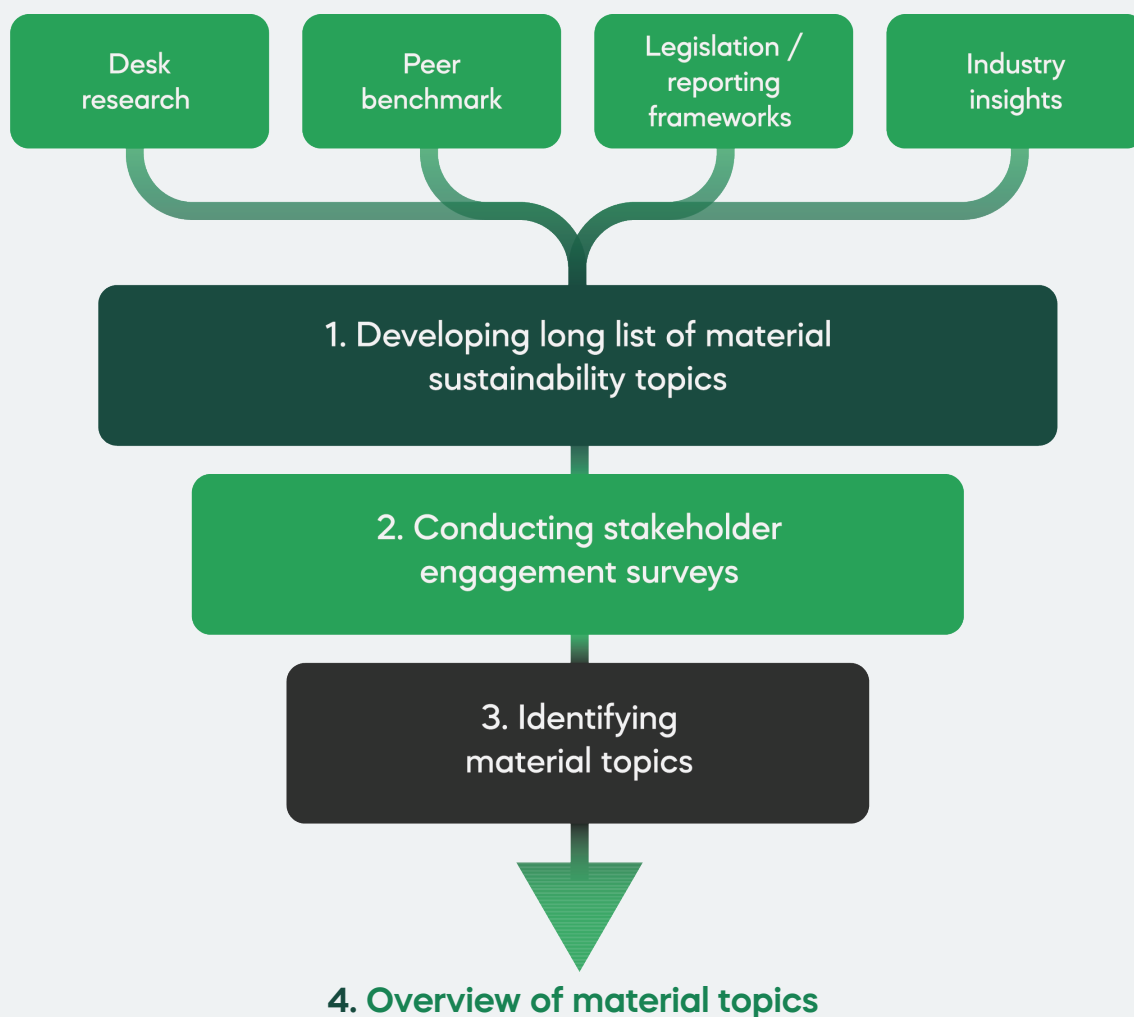 Desk
research
Peer
benchmark
Legislation /
reporting
frameworks
Industry
insights
1. Developing long list of material
sustainability topics
2. Conducting stakeholder
engagement surveys
3. Identifying
material topics
4. Overview of material topics